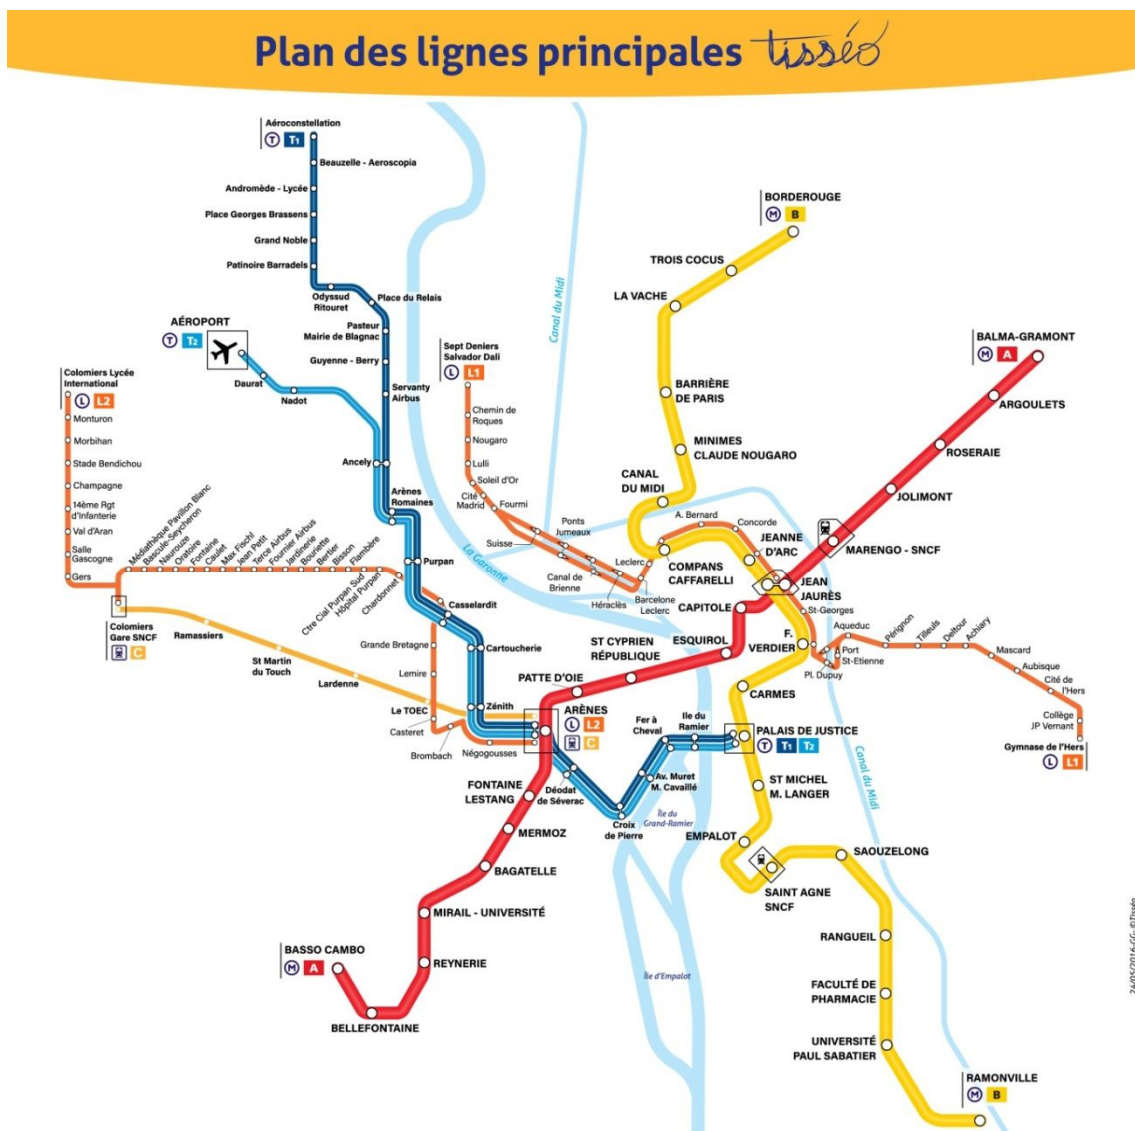 Plan des lignes principales tisséo
Aéroconstellation
T T1
Beauzelle - Aeroscopia
Andromède - Lycée
Place Georges Brassens
Grand Noble
Patinoire Barradels
Odyssud
Ritouret
Place du Relais
Pasteur
Mairie de Blagnac
Guyenne - Berry
Servanty
Airbus
AÉROPORT
T T2
Daurat
Nadot
Ancely
Arènes
Romaines
Purpan
Casselardit
Cartoucherie
Zénith
Colomiers Lycée
International
L L2
Monturon
Morbihan
Stade Bendichou
Champagne
14ème Rgt
d'Infanterie
Val d'Aran
Salle
Gascogne
Gers
Médiathèque Pavillon Blanc
Bascule-Seycheron
Naurouze
Oratoire
Fontaine
Caulet
Max Fischl
Jean Petit
Terce Airbus
Fournier Airbus
Jardinerie
Bouriette
Bertier
Bisson
Flambère
Ctre Cial Purpan Sud
Hôpital Purpan
Chardonnet
Grande Bretagne
Lemire
Le TOEC
Casteret
Brombach
Négogousses
Colomiers
Gare SNCF
C
Ramassiers
St Martin
du Touch
Lardenne
Sept Deniers
Salvador Dali
L L1
Chemin de
Roques
Nougaro
Lulli
Soleil d'Or
Cité
Madrid
Fourmi
Suisse
Ponts
Jumeaux
Canal de
Brienne
Héraclès
Barcelone
Leclerc
Leclerc
A. Bernard
Concorde
St-Georges
Aqueduc
Port
St-Etienne
Pl. Dupuy
Pérignon
Tilleuls
Deltour
Achiary
Mascard
Aubisque
Cité de
l'Hers
Collège
JP Vernant
Gymnase de l'Hers
L L1
BORDEROUGE
M B
TROIS COCUS
LA VACHE
BARRIÈRE
DE PARIS
MINIMES
CLAUDE NOUGARO
CANAL
DU MIDI
COMPANS
CAFFARELLI
JEANNE
D'ARC
JEAN
JAURÈS
F.
VERDIER
CARMES
PALAIS DE JUSTICE
T T1 T2
ST MICHEL
M. LANGER
EMPALOT
SAINT AGNE
SNCF
SAOUZELONG
RANGUEIL
FACULTÉ DE
PHARMACIE
UNIVERSITÉ
PAUL SABATIER
RAMONVILLE
M B
BALMA-GRAMONT
M A
ARGOULETS
ROSERAIE
JOLIMONT
MARENGO - SNCF
CAPITOLE
ESQUIROL
ST CYPRIEN
RÉPUBLIQUE
PATTE D'OIE
ARÈNES
L L2
C
FONTAINE
LESTANG
MERMOZ
BAGATELLE
MIRAIL - UNIVERSITÉ
REYNERIE
BELLEFONTAINE
BASSO CAMBO
M A
Déodat
de Séverac
Croix
de Pierre
Av. Muret
M. Cavaillé
Fer à
Cheval
Ile du
Ramier
La Garonne
Canal du Midi
Canal du Midi
Île du
Grand-Ramier
Île d'Empalot
24/05/2016-GG- ©Tisséo